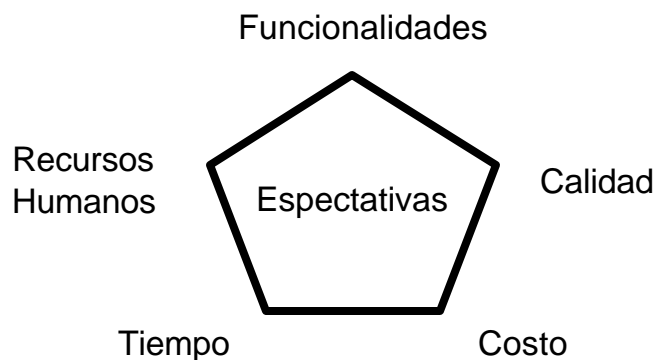 Funcionalidades
Recursos
Humanos
Espectativas
Calidad
Tiempo
Costo